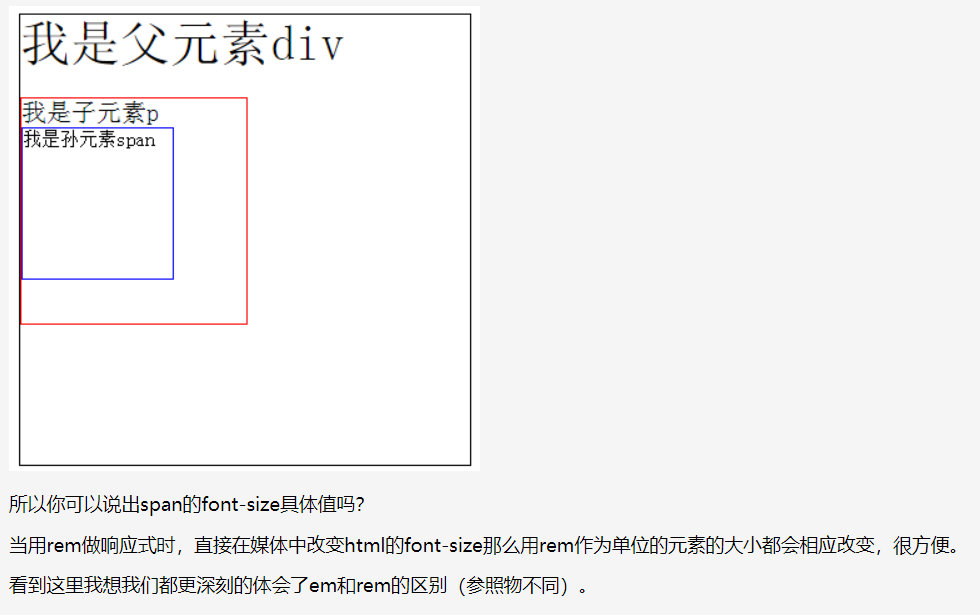 我是父元素div
我是子元素p
我是孙元素span
所以你可以说出span的font-size具体值吗？
当用rem做响应式时，直接在媒体中改变html的font-size那么用rem作为单位的元素的大小都会相应改变，很方便。
看到这里我想我们都更深刻的体会了em和rem的区别（参照物不同）。